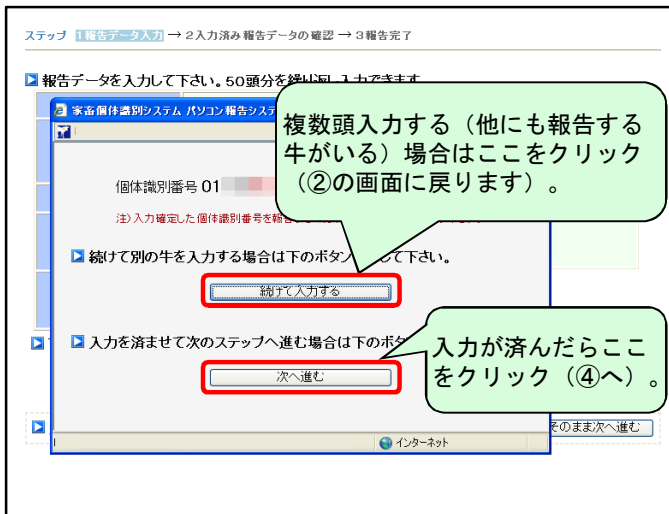 ステップ 1報告データ入力 → 2入力済み報告データの確認 → 3報告完了
報告データを入力して下さい。50頭分を繰り返し入力できます
家畜個体識別システム パソコン報告システ
複数頭入力する（他にも報告する
牛がいる）場合はここをクリック
（②の画面に戻ります）。
個体識別番号 01
注）入力確定した個体識別番号を
続けて別の牛を入力する場合は下のボタン
して下さい。
続けて入力する
入力を済ませて次のステップへ進む場合は下のボタ
入力が済んだらここ
をクリック（④へ）。
次へ進む
そのまま次へ進む
インターネット